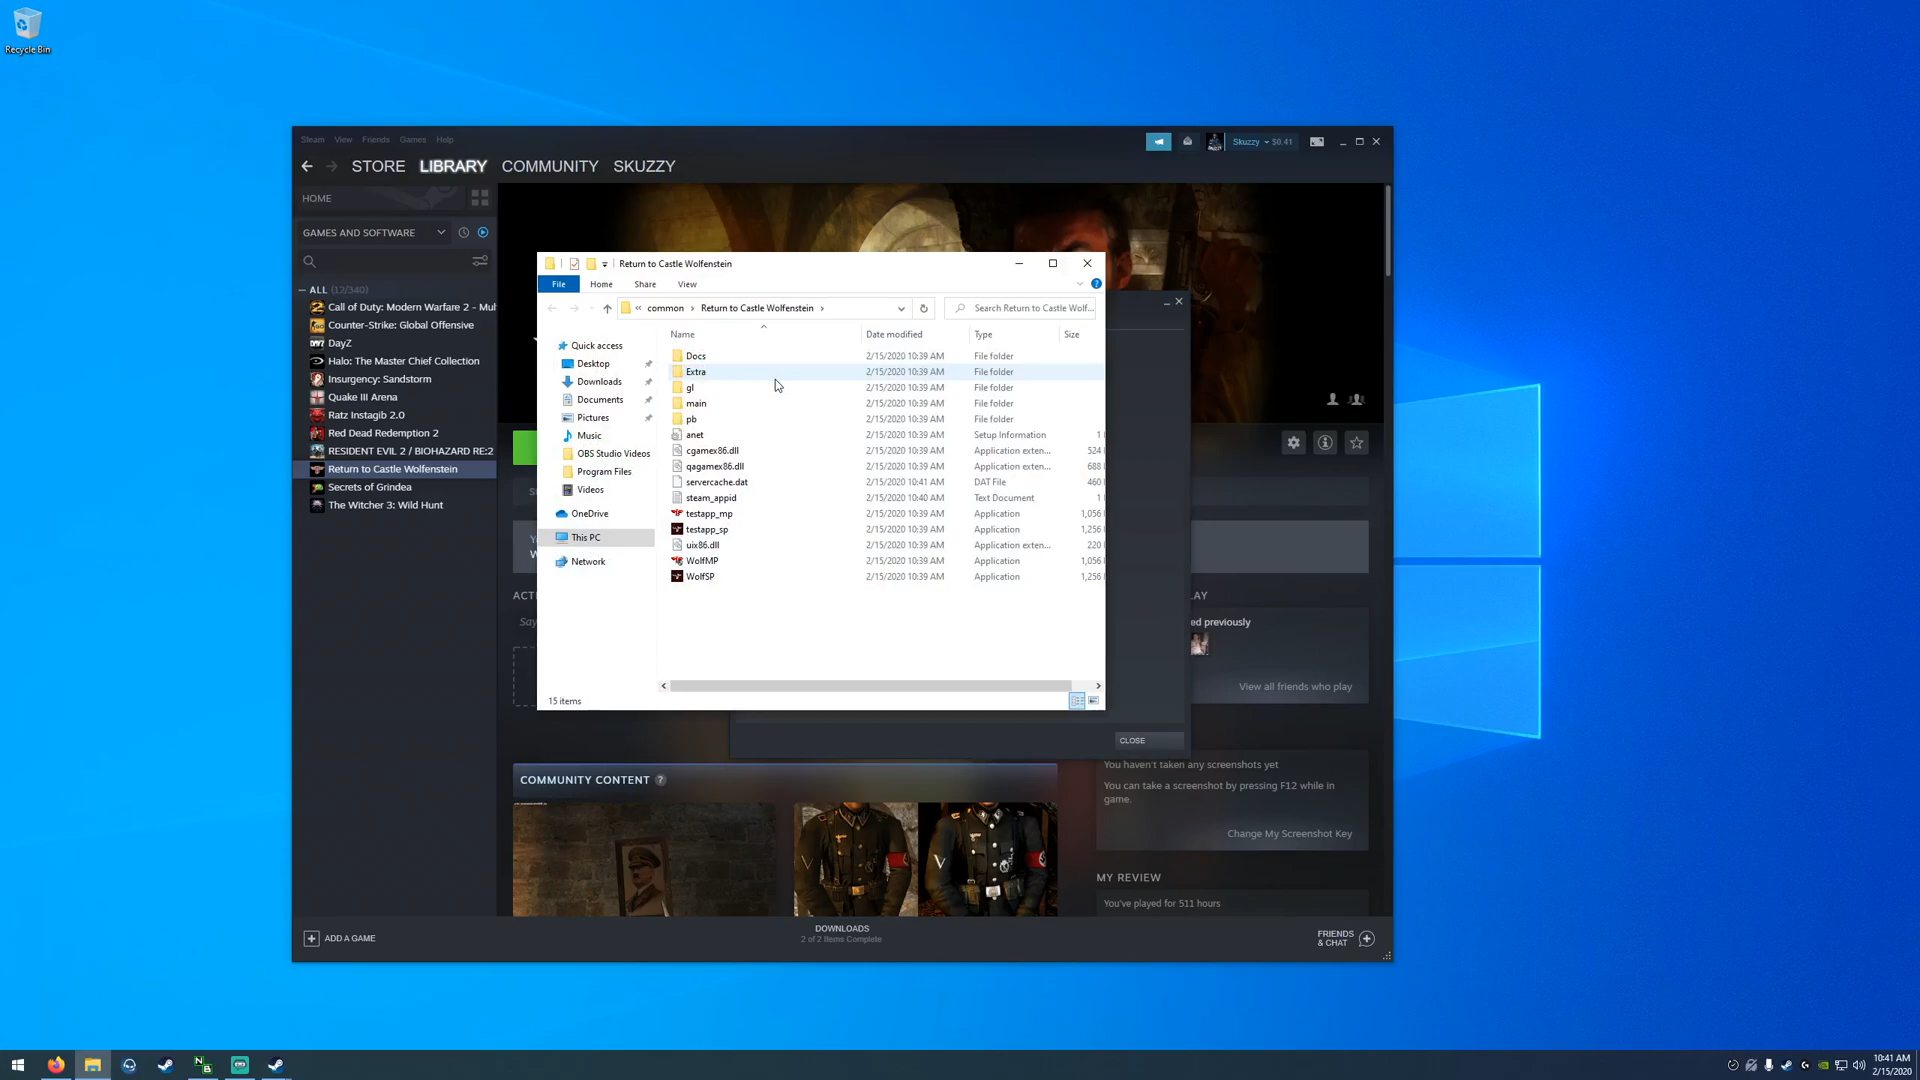 Recycle Bin
Steam View Friends Games Help
Skuzzy $0.41
STORE LIBRARY COMMUNITY SKUZZY
HOME
GAMES AND SOFTWARE
ALL (12/340)
Call of Duty: Modern Warfare 2 - Mul
Counter-Strike: Global Offensive
DayZ
Halo: The Master Chief Collection
Insurgency: Sandstorm
Quake III Arena
Ratz Instagib 2.0
Red Dead Redemption 2
RESIDENT EVIL 2 / BIOHAZARD RE:2
Return to Castle Wolfenstein
Secrets of Grindea
The Witcher 3: Wild Hunt
Return to Castle Wolfenstein
File Home Share View
« common › Return to Castle Wolfenstein ›
Search Return to Castle Wolf...
Name Date modified Type Size
Quick access
Desktop
Downloads
Documents
Pictures
Music
OBS Studio Videos
Program Files
Videos
OneDrive
This PC
Network
Docs 2/15/2020 10:39 AM File folder
Extra 2/15/2020 10:39 AM File folder
gl 2/15/2020 10:39 AM File folder
main 2/15/2020 10:39 AM File folder
pb 2/15/2020 10:39 AM File folder
anet 2/15/2020 10:39 AM Setup Information 1
cgamex86.dll 2/15/2020 10:39 AM Application exten... 524
qagamex86.dll 2/15/2020 10:39 AM Application exten... 688
servercache.dat 2/15/2020 10:41 AM DAT File 460
steam_appid 2/15/2020 10:40 AM Text Document 1
testapp_mp 2/15/2020 10:39 AM Application 1,056
testapp_sp 2/15/2020 10:39 AM Application 1,256
uix86.dll 2/15/2020 10:39 AM Application exten... 220
WolfMP 2/15/2020 10:39 AM Application 1,056
WolfSP 2/15/2020 10:39 AM Application 1,256
15 items
ACTI
Say
LAY
ed previously
View all friends who play
CLOSE
COMMUNITY CONTENT ?
You haven't taken any screenshots yet
You can take a screenshot by pressing F12 while in
game.
Change My Screenshot Key
MY REVIEW
You've played for 511 hours
ADD A GAME
DOWNLOADS
2 of 2 Items Complete
FRIENDS
& CHAT
10:41 AM
2/15/2020